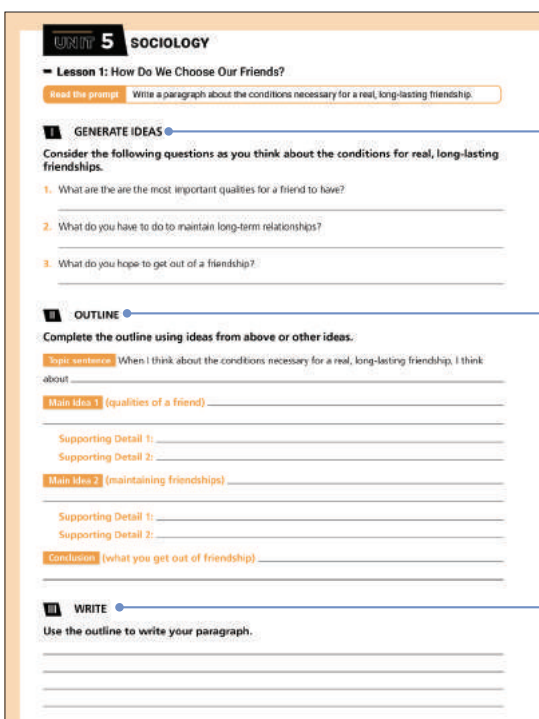 UNIT 5 SOCIOLOGY
Lesson 1: How Do We Choose Our Friends?
Read the prompt Write a paragraph about the conditions necessary for a real, long-lasting friendship.
I GENERATE IDEAS
Consider the following questions as you think about the conditions for real, long-lasting
friendships.
1. What are the are the most important qualities for a friend to have?
2. What do you have to do to maintain long-term relationships?
3. What do you hope to get out of a friendship?
II OUTLINE
Complete the outline using ideas from above or other ideas.
Topic sentence When I think about the conditions necessary for a real, long-lasting friendship, I think
about
Main Idea 1 (qualities of a friend)
Supporting Detail 1:
Supporting Detail 2:
Main Idea 2 (maintaining friendships)
Supporting Detail 1:
Supporting Detail 2:
Conclusion (what you get out of friendship)
III WRITE
Use the outline to write your paragraph.